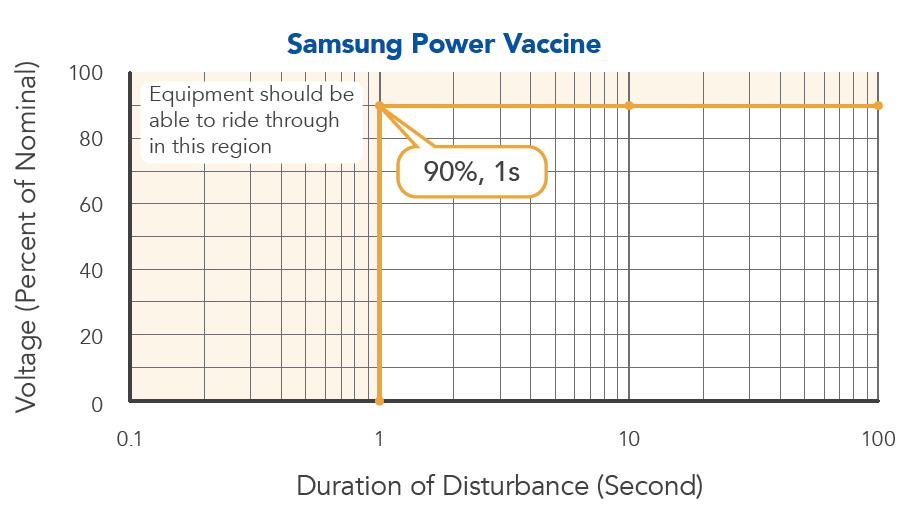 Samsung Power Vaccine
Voltage (Percent of Nominal)
100
80
60
40
20
0
Equipment should be
able to ride through
in this region
90%, 1s
0.1
1
10
100
Duration of Disturbance (Second)